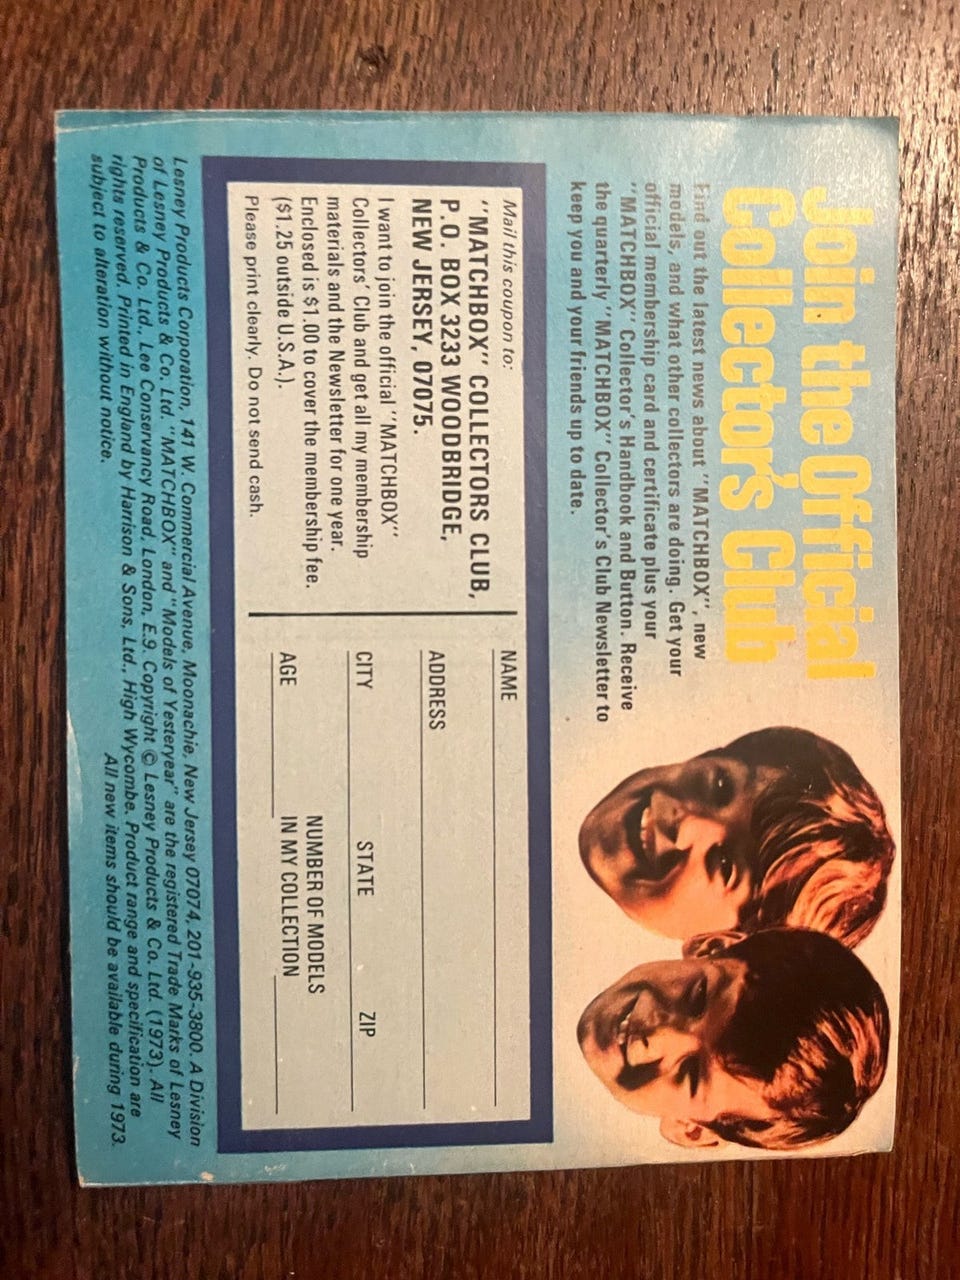 Join the Official
Collector's Club
Find out the latest news about "MATCHBOX", new
models, and what other collectors are doing. Get your
official membership card and certificate plus your
"MATCHBOX" Collector's Handbook and Button. Receive
the quarterly "MATCHBOX" Collector's Club Newsletter to
keep you and your friends up to date.
Mail this coupon to:
"MATCHBOX" COLLECTORS CLUB,
P.O. BOX 3233 WOODBRIDGE,
NEW JERSEY, 07075.
I want to join the official "MATCHBOX"
Collectors' Club and get all my membership
materials and the Newsletter for one year.
Enclosed is $1.00 to cover the membership fee.
($1.25 outside U.S.A.).
Please print clearly. Do not send cash.
NAME
ADDRESS
CITY STATE ZIP
NUMBER OF MODELS
AGE IN MY COLLECTION
Lesney Products Corporation, 141 W. Commercial Avenue, Moonachie, New Jersey 07074, 201-935-3800. A Division
of Lesney Products & Co. Ltd. "MATCHBOX" and "Models of Yesteryear" are the registered Trade Marks of Lesney
Products & Co. Ltd., Lee Conservancy Road, London, E.9. Copyright © Lesney Products & Co. Ltd. (1973). All
rights reserved. Printed in England by Harrison & Sons, Ltd., High Wycombe. Product range and specification are
subject to alteration without notice. All new items should be available during 1973.